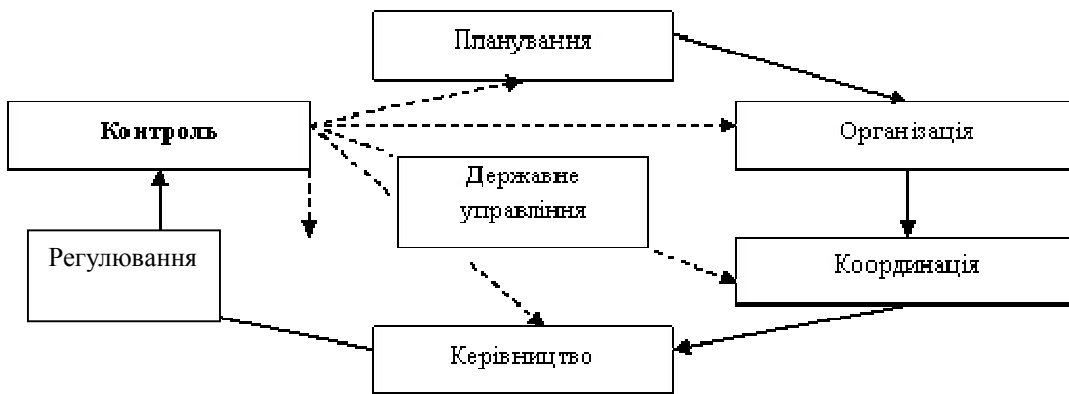 Планування
Контроль
Організація
Державне
управління
Регулювання
Координація
Керівництво